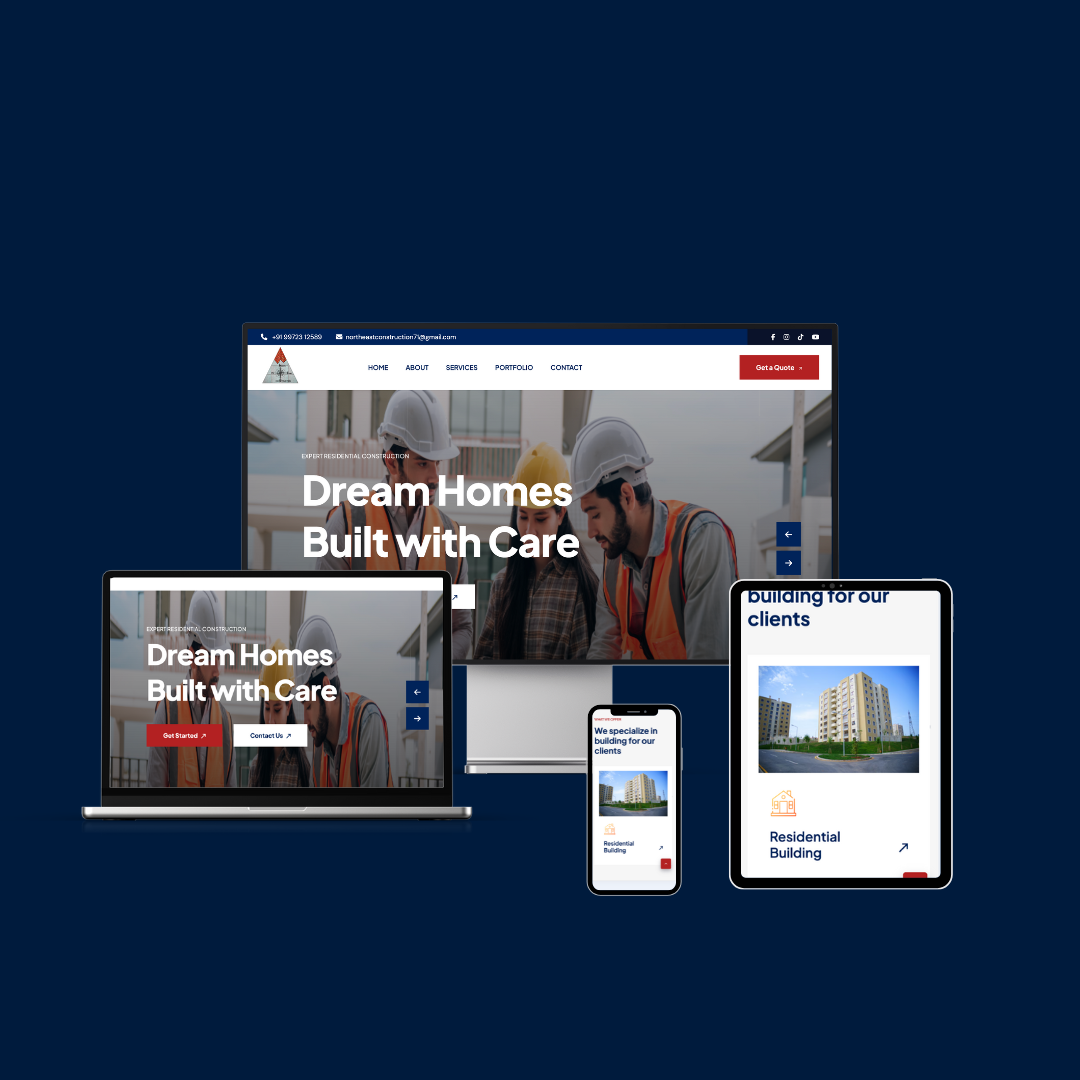 +91 99723 12589 northeastconstruction71@gmail.com
HOME ABOUT SERVICES PORTFOLIO CONTACT Get a Quote
EXPERT RESIDENTIAL CONSTRUCTION
Dream Homes
Built with Care
EXPERT RESIDENTIAL CONSTRUCTION
Dream Homes
Built with Care
Get Started Contact Us
WHAT WE OFFER
We specialize in
building for our
clients
Residential
Building
building for our
clients
Residential
Building